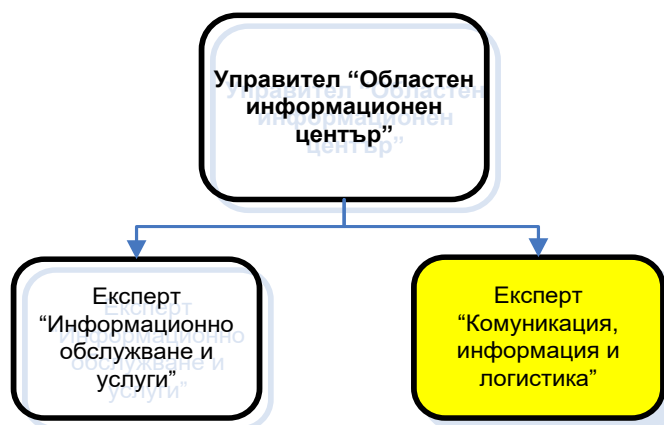 Управител “Областен
информационен
център”
Експерт
“Информационно
обслужване и
услуги”
Експерт
“Комуникация,
информация и
логистика”